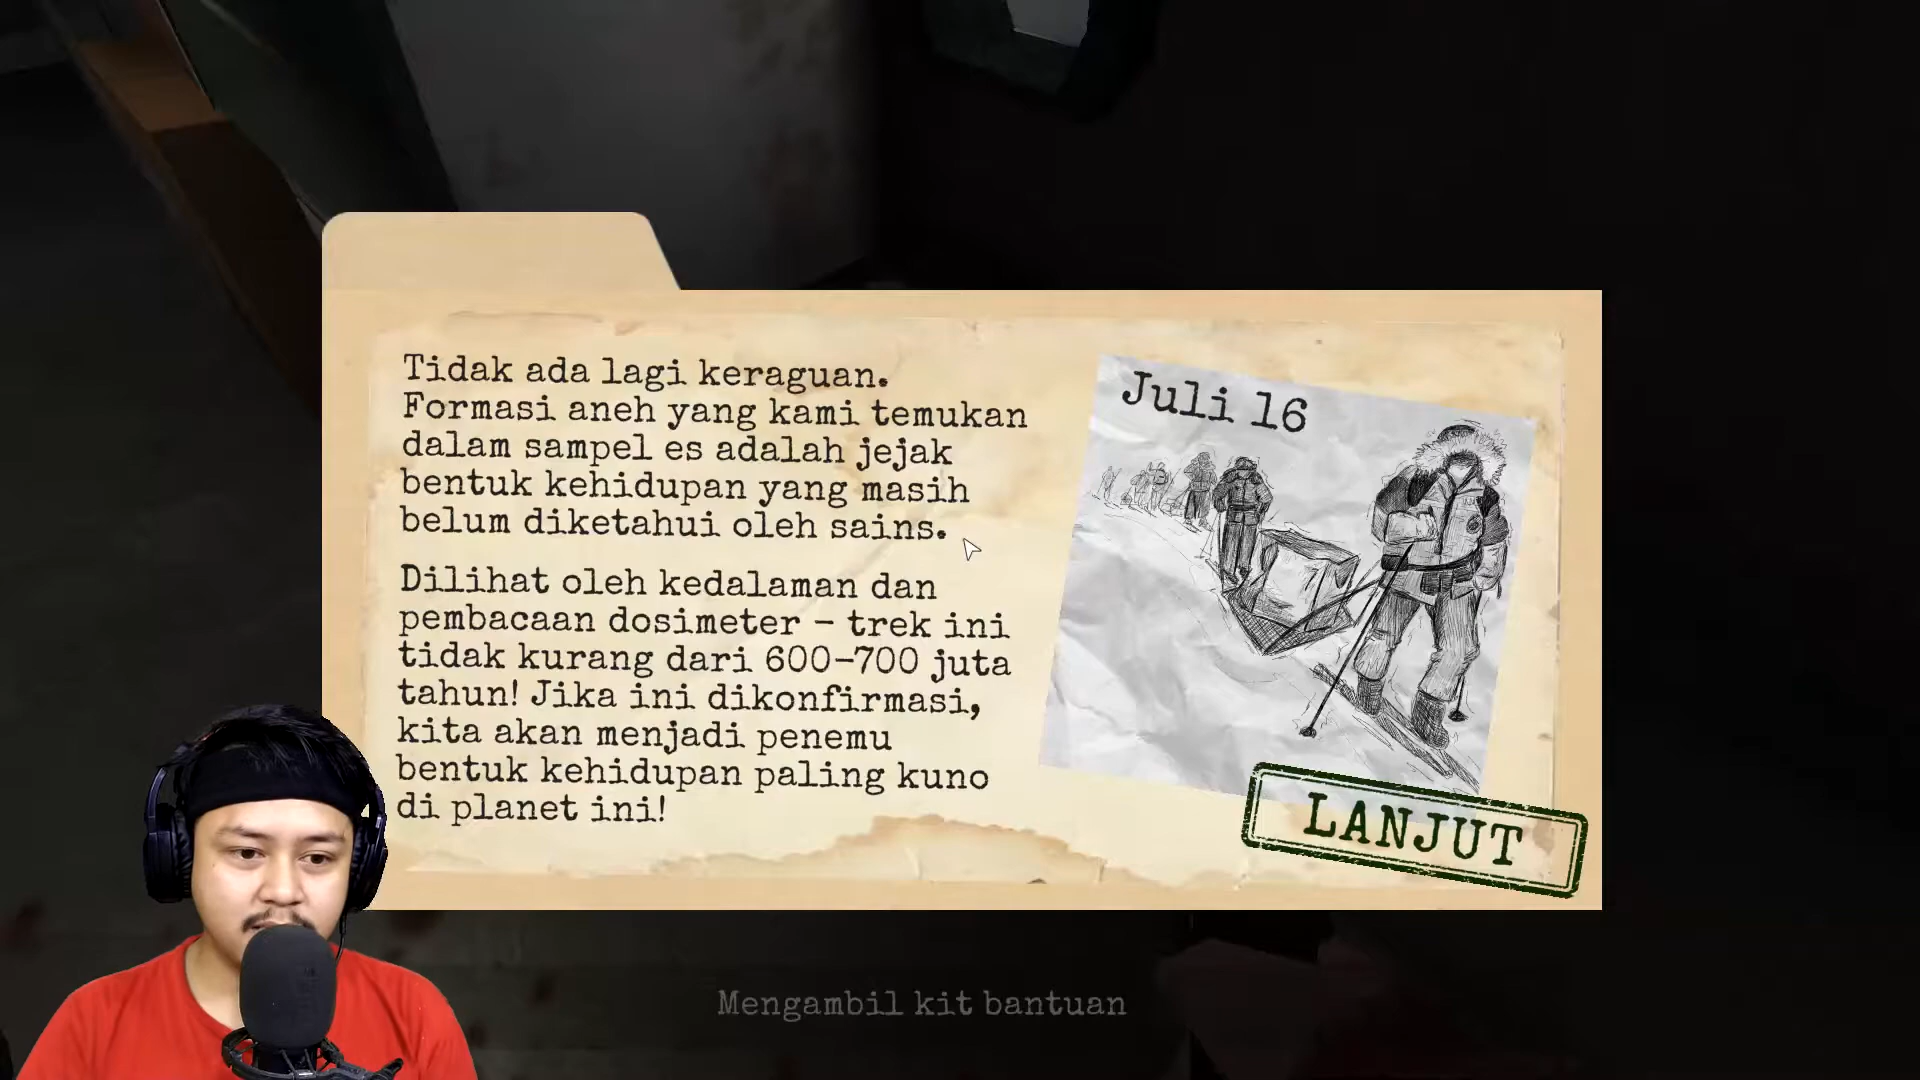 Tidak ada lagi keraguan.
Formasi aneh yang kami temukan
dalam sampel es adalah jejak
bentuk kehidupan yang masih
belum diketahui oleh sains.
Dilihat oleh kedalaman dan
pembacaan dosimeter – trek ini
tidak kurang dari 600-700 juta
tahun! Jika ini dikonfirmasi,
kita akan menjadi penemu
bentuk kehidupan paling kuno
di planet ini!
Juli 16
LANJUT
Mengambil kit bantuan